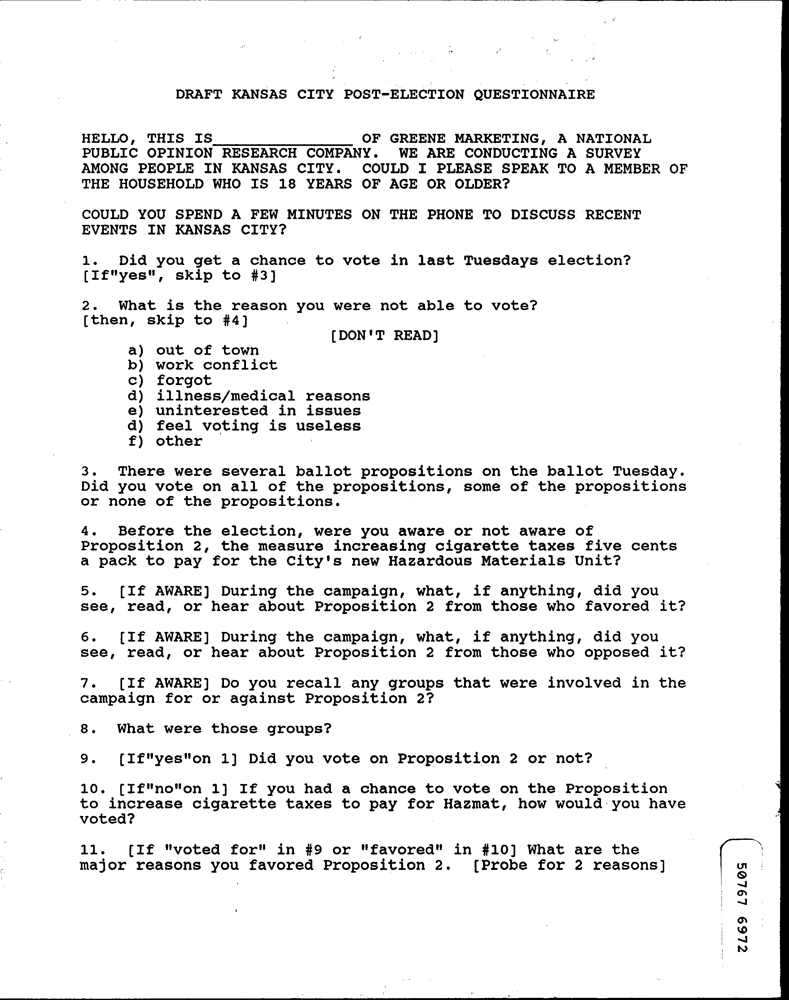 DRAFT KANSAS CITY POST-ELECTION QUESTIONNAIRE
HELLO, THIS IS_______________ OF GREENE MARKETING, A NATIONAL
PUBLIC OPINION RESEARCH COMPANY. WE ARE CONDUCTING A SURVEY
AMONG PEOPLE IN KANSAS CITY. COULD I PLEASE SPEAK TO A MEMBER OF
THE HOUSEHOLD WHO IS 18 YEARS OF AGE OR OLDER?
COULD YOU SPEND A FEW MINUTES ON THE PHONE TO DISCUSS RECENT
EVENTS IN KANSAS CITY?
1. Did you get a chance to vote in last Tuesdays election?
[If"yes", skip to #3]
2. What is the reason you were not able to vote?
[then, skip to #4]
[DON'T READ]
a) out of town
b) work conflict
c) forgot
d) illness/medical reasons
e) uninterested in issues
d) feel voting is useless
f) other
3. There were several ballot propositions on the ballot Tuesday.
Did you vote on all of the propositions, some of the propositions
or none of the propositions.
4. Before the election, were you aware or not aware of
Proposition 2, the measure increasing cigarette taxes five cents
a pack to pay for the City's new Hazardous Materials Unit?
5. [If AWARE] During the campaign, what, if anything, did you
see, read, or hear about Proposition 2 from those who favored it?
6. [If AWARE] During the campaign, what, if anything, did you
see, read, or hear about Proposition 2 from those who opposed it?
7. [If AWARE] Do you recall any groups that were involved in the
campaign for or against Proposition 2?
8. What were those groups?
9. [If"yes"on 1] Did you vote on Proposition 2 or not?
10. [If"no"on 1] If you had a chance to vote on the Proposition
to increase cigarette taxes to pay for Hazmat, how would you have
voted?
11. [If "voted for" in #9 or "favored" in #10] What are the
major reasons you favored Proposition 2. [Probe for 2 reasons]
50767 6972